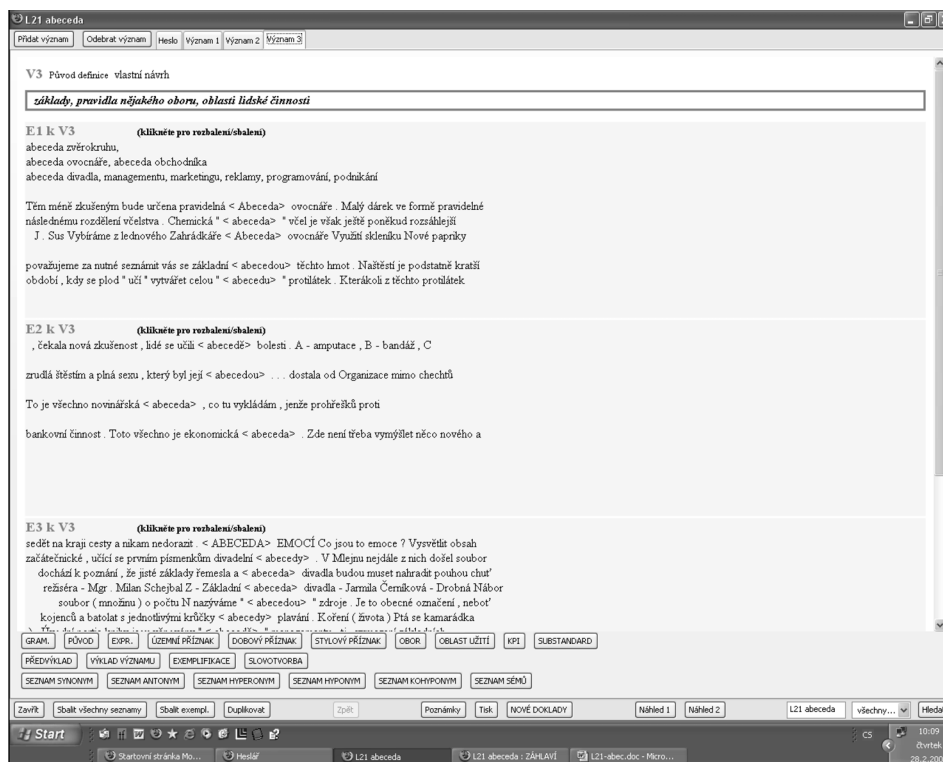 L21 abeceda
Přidat význam Odebrat význam Heslo Význam 1 Význam 2 Význam 3
V3 Původ definice vlastní návrh
základy, pravidla nějakého oboru, oblasti lidské činnosti
E1 k V3 (klikněte pro rozbalení/sbalení)
abeceda zvěrokruhu,
abeceda ovocnáře, abeceda obchodníka
abeceda divadla, managementu, marketingu, reklamy, programování, podnikání
Těm méně zkušeným bude určena pravidelná < Abeceda> ovocnáře . Malý dárek ve formě pravidelné
následnému rozdělení včelstva . Chemická " < abeceda> " včel je však ještě poněkud rozsáhlejší
J . Sus Vybíráme z lednového Zahrádkáře < Abeceda> ovocnáře Využití skleníku Nové papriky
považujeme za nutné seznámit vás se základní < abecedou> těchto hmot . Naštěstí je podstatně kratší
období , kdy se plod " učí " vytvářet celou " < abecedu> " protilátek . Kterákoli z těchto protilátek
E2 k V3 (klikněte pro rozbalení/sbalení)
, čekala nová zkušenost , lidé se učili < abecedě> bolesti . A - amputace , B - bandáž , C
zrudlá štěstím a plná sexu , který byl její < abecedou> . . . dostala od Organizace mimo chechtů
To je všechno novinářská < abeceda> , co tu vykládám , jenže prohřešků proti
bankovní činnost . Toto všechno je ekonomická < abeceda> . Zde není třeba vymýšlet něco nového a
E3 k V3 (klikněte pro rozbalení/sbalení)
sedět na kraji cesty a nikam nedorazit . < ABECEDA> EMOCÍ Co jsou to emoce ? Vysvětlit obsah
začátečnické , učící se prvním písmenkům divadelní < abecedy> . V Mlejnu nejdále z nich došel soubor
dochází k poznání , že jisté základy řemesla a < abeceda> divadla budou muset nahradit pouhou chuť
režiséra - Mgr . Milan Schejbal Z - Základní < abeceda> divadla - Jarmila Černíková - Drobná Nábor
soubor ( množinu ) o počtu N nazýváme " < abecedou> " zdroje . Je to obecné označení , neboť
kojenců a batolat s jednotlivými krůčky < abecedy> plavání . Koření ( života ) Ptá se kamarádka
GRAM. PŮVOD EXPR. ÚZEMNÍ PŘÍZNAK DOBOVÝ PŘÍZNAK STYLOVÝ PŘÍZNAK OBOR OBLAST UŽITÍ KPI SUBSTANDARD
PŘEDVÝKLAD VÝKLAD VÝZNAMU EXEMPLIFIKACE SLOVOTVORBA
SEZNAM SYNONYM SEZNAM ANTONYM SEZNAM HYPERONYM SEZNAM HYPONYM SEZNAM KOHYPONYM SEZNAM SÉMŮ
Zavřít Sbalit všechny seznamy Sbalit exempl. Duplikovat Zpět Poznámky Tisk NOVÉ DOKLADY Náhled 1 Náhled 2 L21 abeceda všechny... Hledat
Start CS 10:09
čtvrtek
Startovní stránka Mo... Heslář L21 abeceda L21 abeceda : ZÁHLAVÍ L21-abec.doc - Micro... 28.2.200